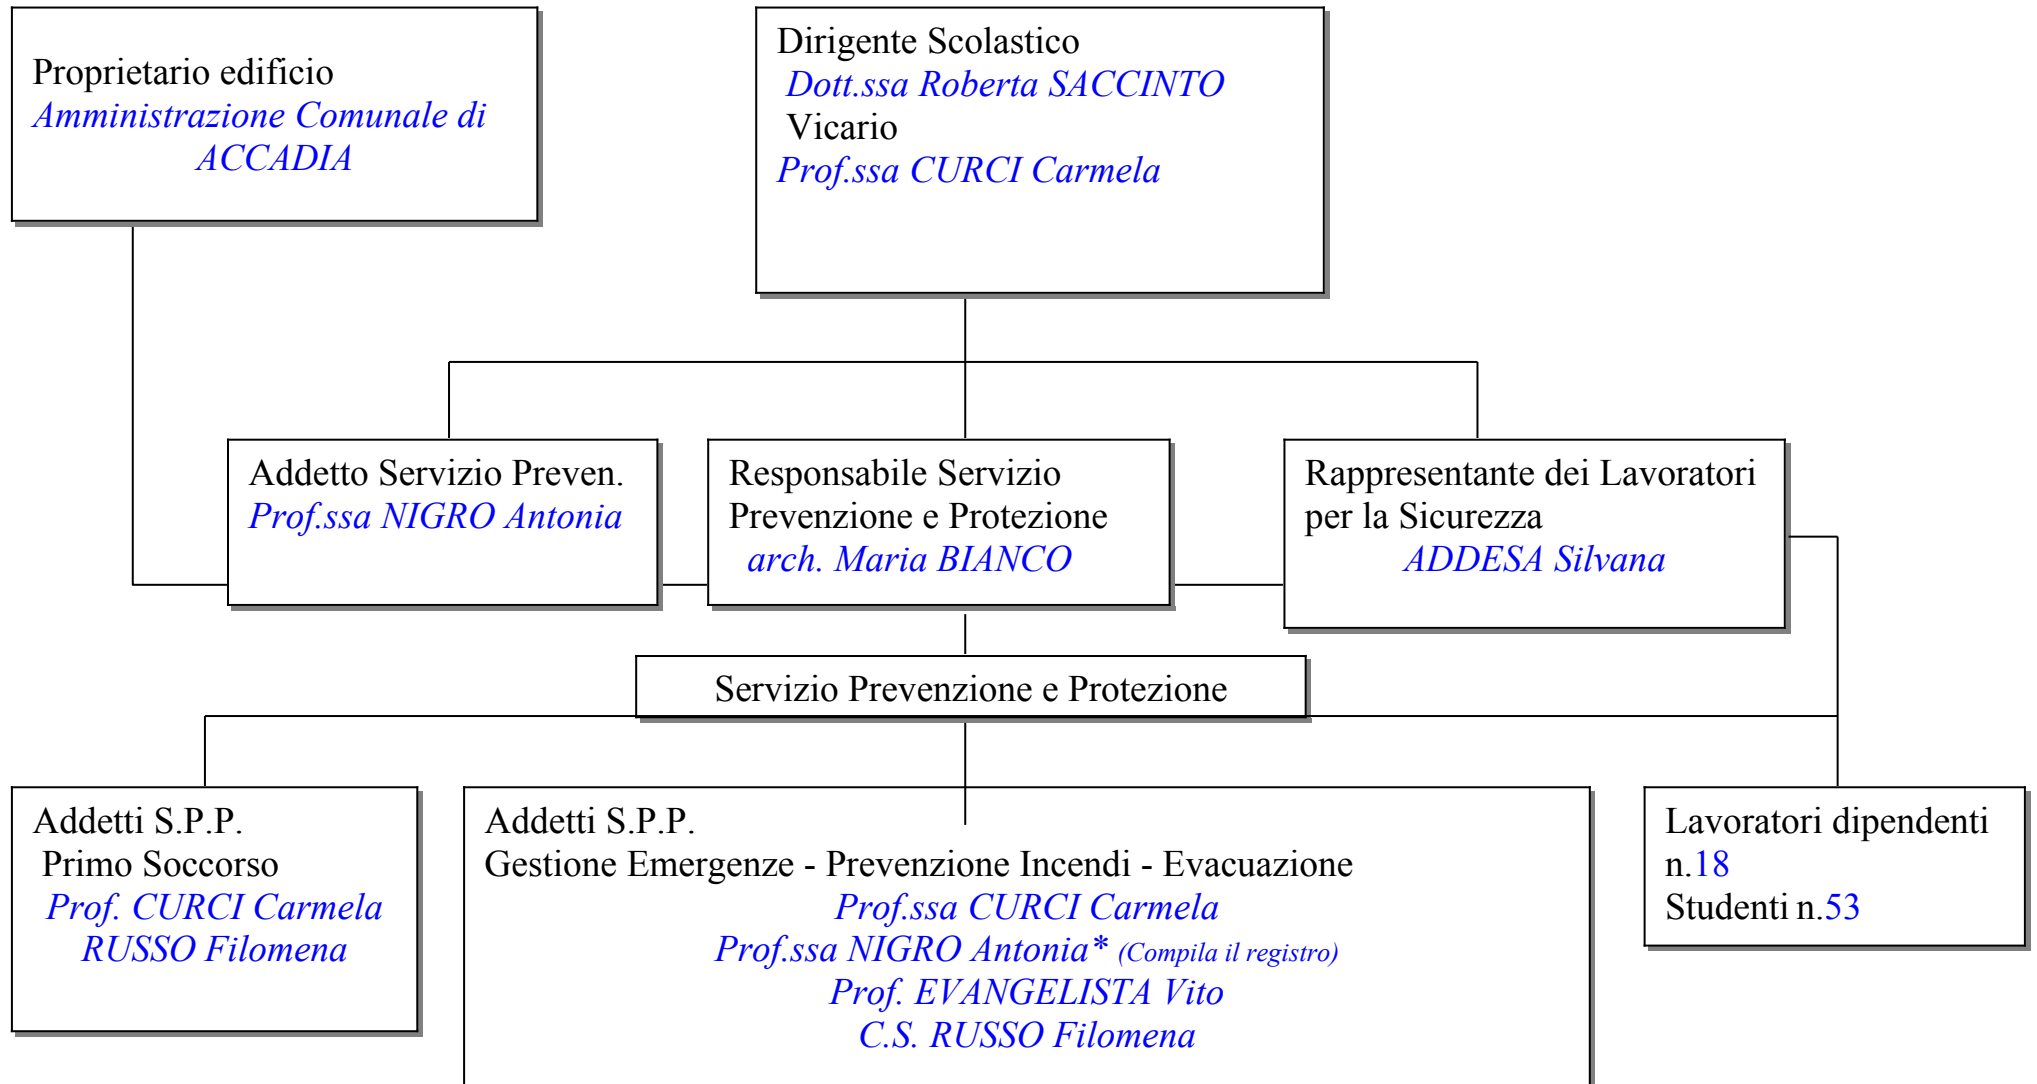 Proprietario edificio
Amministrazione Comunale di
ACCADIA
Dirigente Scolastico
Dott.ssa Roberta SACCINTO
Vicario
Prof.ssa CURCI Carmela
Addetto Servizio Preven.
Prof.ssa NIGRO Antonia
Responsabile Servizio
Prevenzione e Protezione
arch. Maria BIANCO
Rappresentante dei Lavoratori
per la Sicurezza
ADDESA Silvana
Servizio Prevenzione e Protezione
Addetti S.P.P.
Primo Soccorso
Prof. CURCI Carmela
RUSSO Filomena
Addetti S.P.P.
Gestione Emergenze - Prevenzione Incendi - Evacuazione
Prof.ssa CURCI Carmela
Prof.ssa NIGRO Antonia* (Compila il registro)
Prof. EVANGELISTA Vito
C.S. RUSSO Filomena
Lavoratori dipendenti
n.18
Studenti n.53